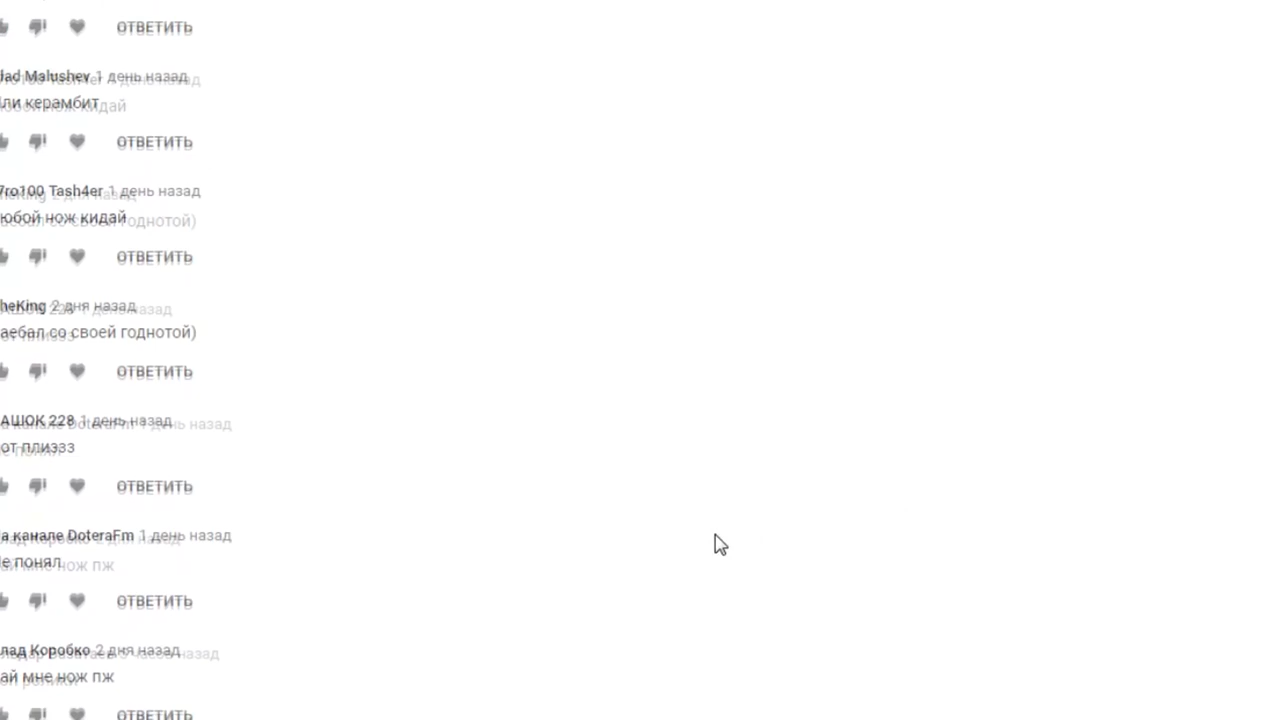 ОТВЕТИТЬ
lad Malushev 1 день назад
ли керамбит
ОТВЕТИТЬ
7ro100 Tash4er 1 день назад
юбой нож кидай
ОТВЕТИТЬ
heKing 2 дня назад
аебал со своей годнотой)
ОТВЕТИТЬ
АШОК 228 1 день назад
от плиззз
ОТВЕТИТЬ
а канале DoteraFm 1 день назад
е понял
ОТВЕТИТЬ
лад Коробко 2 дня назад
ай мне нож пж
ОТВЕТИТЬ